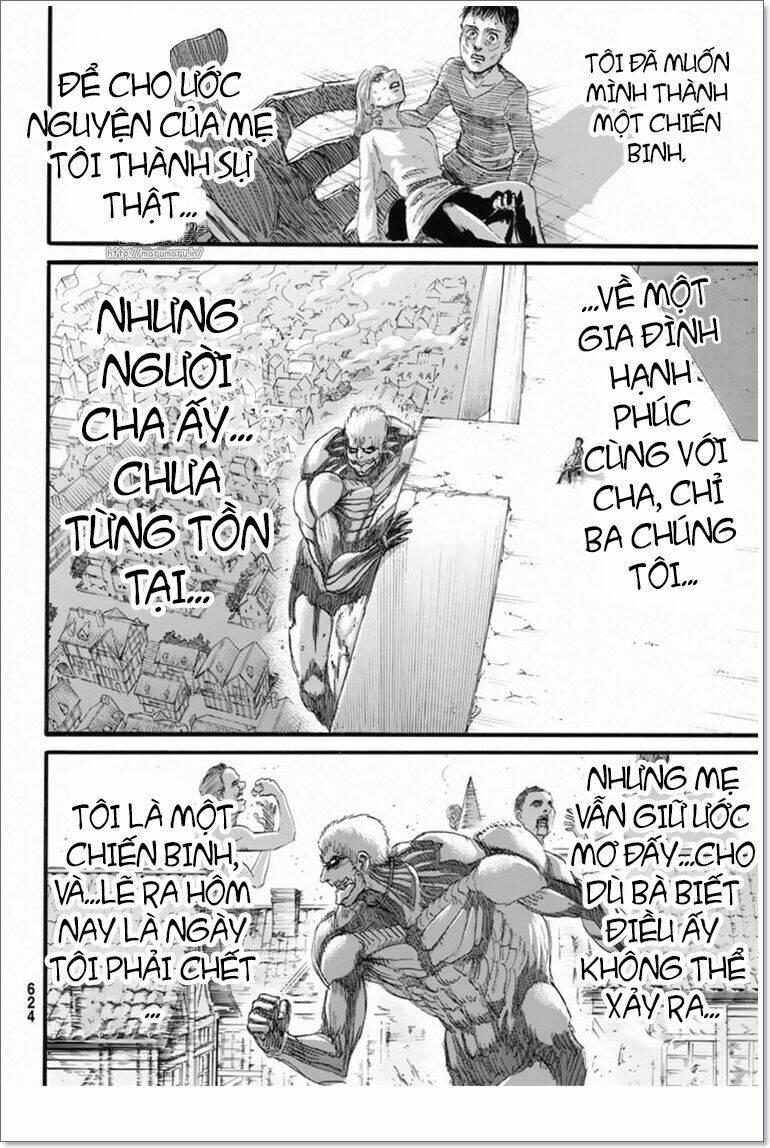 TÔI ĐÃ MUỐN
MÌNH THÀNH
MỘT CHIẾN
BINH,
ĐỂ CHO ƯỚC
NGUYỆN CỦA MẸ
TÔI THÀNH SỰ
THẬT...
http://marumaru.in/
...VỀ MỘT
GIA ĐÌNH
HẠNH
PHÚC
CÙNG VỚI
CHA, CHỈ
BA CHÚNG
TÔI...
NHƯNG
NGƯỜI
CHA ẤY...
CHƯA
TỪNG TỒN
TẠI...
NHƯNG MẸ
VẪN GIỮ ƯỚC
MƠ ĐẤY...CHO
DÙ BÀ BIẾT
ĐIỀU ẤY
KHÔNG THỂ
XẢY RA...
TÔI LÀ MỘT
CHIẾN BINH,
VÀ...LẼ RA HÔM
NAY LÀ NGÀY
TÔI PHẢI CHẾT
...
624